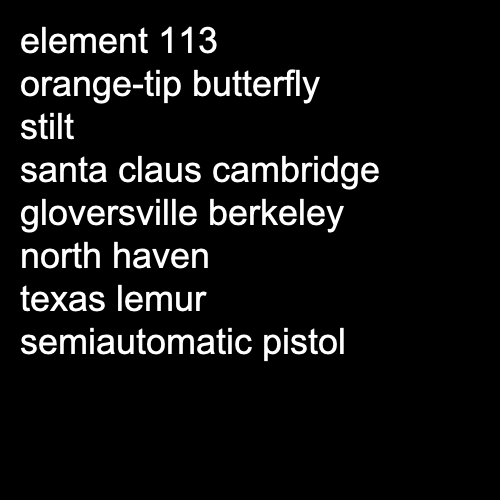 element 113
orange-tip butterfly
stilt
santa claus cambridge
gloversville berkeley
north haven
texas lemur
semiautomatic pistol